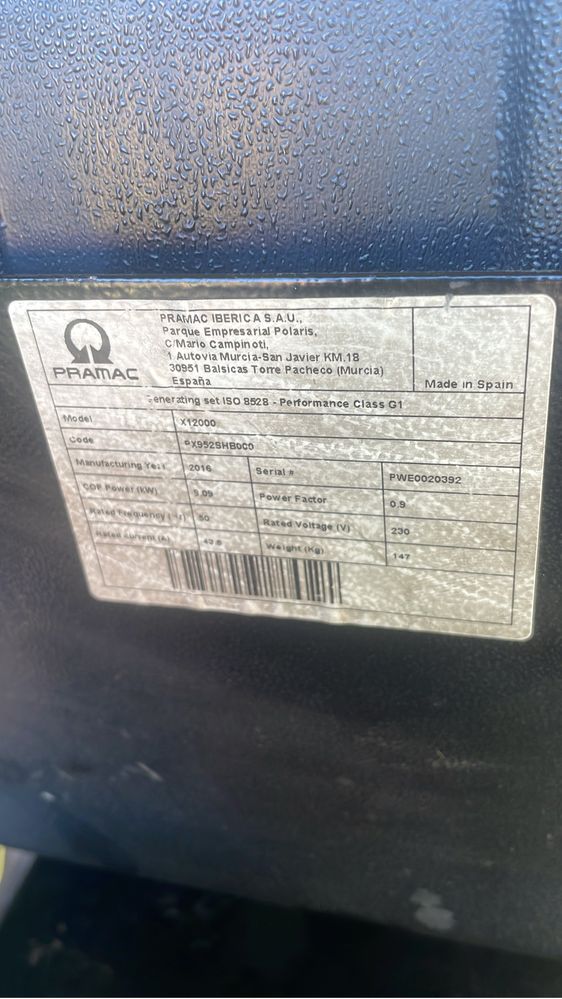 PRAMAC
PRAMAC IBERICA S.A.U.,
Parque Empresarial Polaris,
C/Mario Campinoti,
1 Autovia Murcia-San Javier KM.18
30951 Balsicas Torre Pacheco (Murcia)
España
Made in Spain
enerating set ISO 8528 - Performance Class G1
Model X12000
Code PX952SHB000
Manufacturing Year 2016 Serial # PWE0020392
COP Power (kW) 9.09 Power Factor 0.9
Rated Frequency 50 Rated Voltage (V) 230
Rated Current (A) 43.8 Weight (Kg) 147